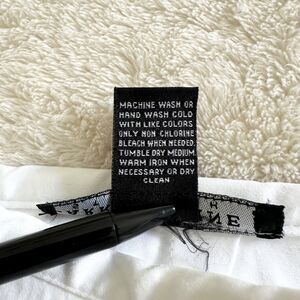 MACHINE WASH OR
HAND WASH COLD
WITH LIKE COLORS
ONLY NON CHLORINE
BLEACH WHEN NEEDED.
TUMBLE DRY MEDIUM.
WARM IRON WHEN
NECESSARY OR DRY
CLEAN